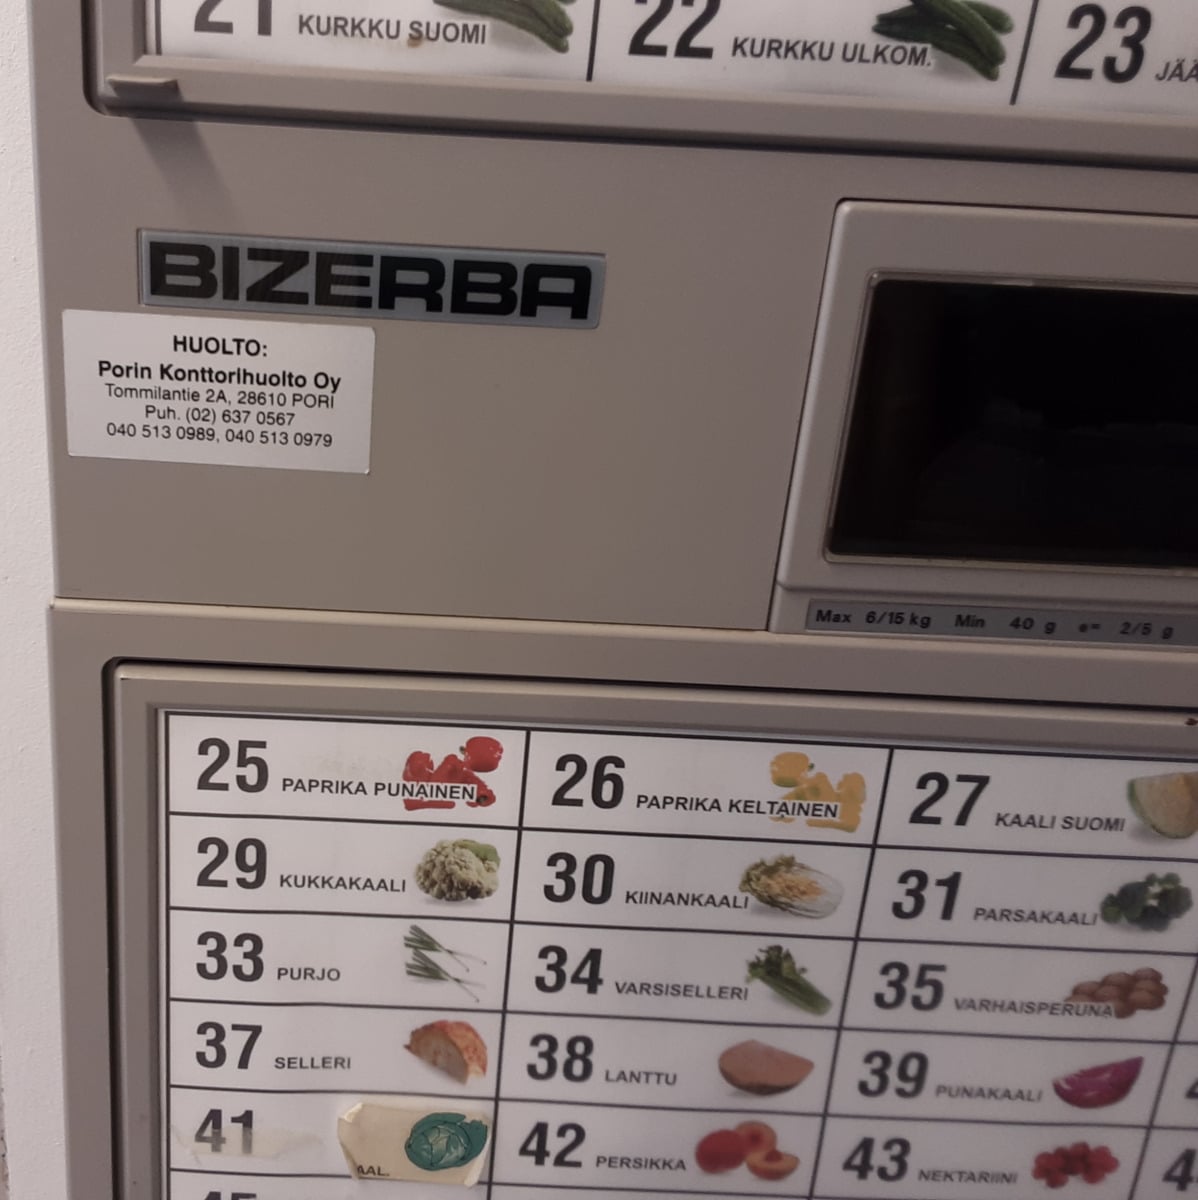 21 KURKKU SUOMI
22 KURKKU ULKOM.
23
BIZERBA
HUOLTO:
Porin Konttorihuolto Oy
Tommilantie 2A, 28610 PORI
Puh. (02) 637 0567
040 513 0989, 040 513 0979
Max 6/15 kg Min 40 g e= 2/5 g
25 PAPRIKA PUNAINEN
26 PAPRIKA KELTAINEN
27 KAALI SUOMI
29 KUKKAKAALI
30 KIINANKAALI
31 PARSAKAALI
33 PURJO
34 VARSISELLERI
35 VARHAISPERUNA
37 SELLERI
38 LANTTU
39 PUNAKAALI
41 AAL.
42 PERSIKKA
43 NEKTARIINI